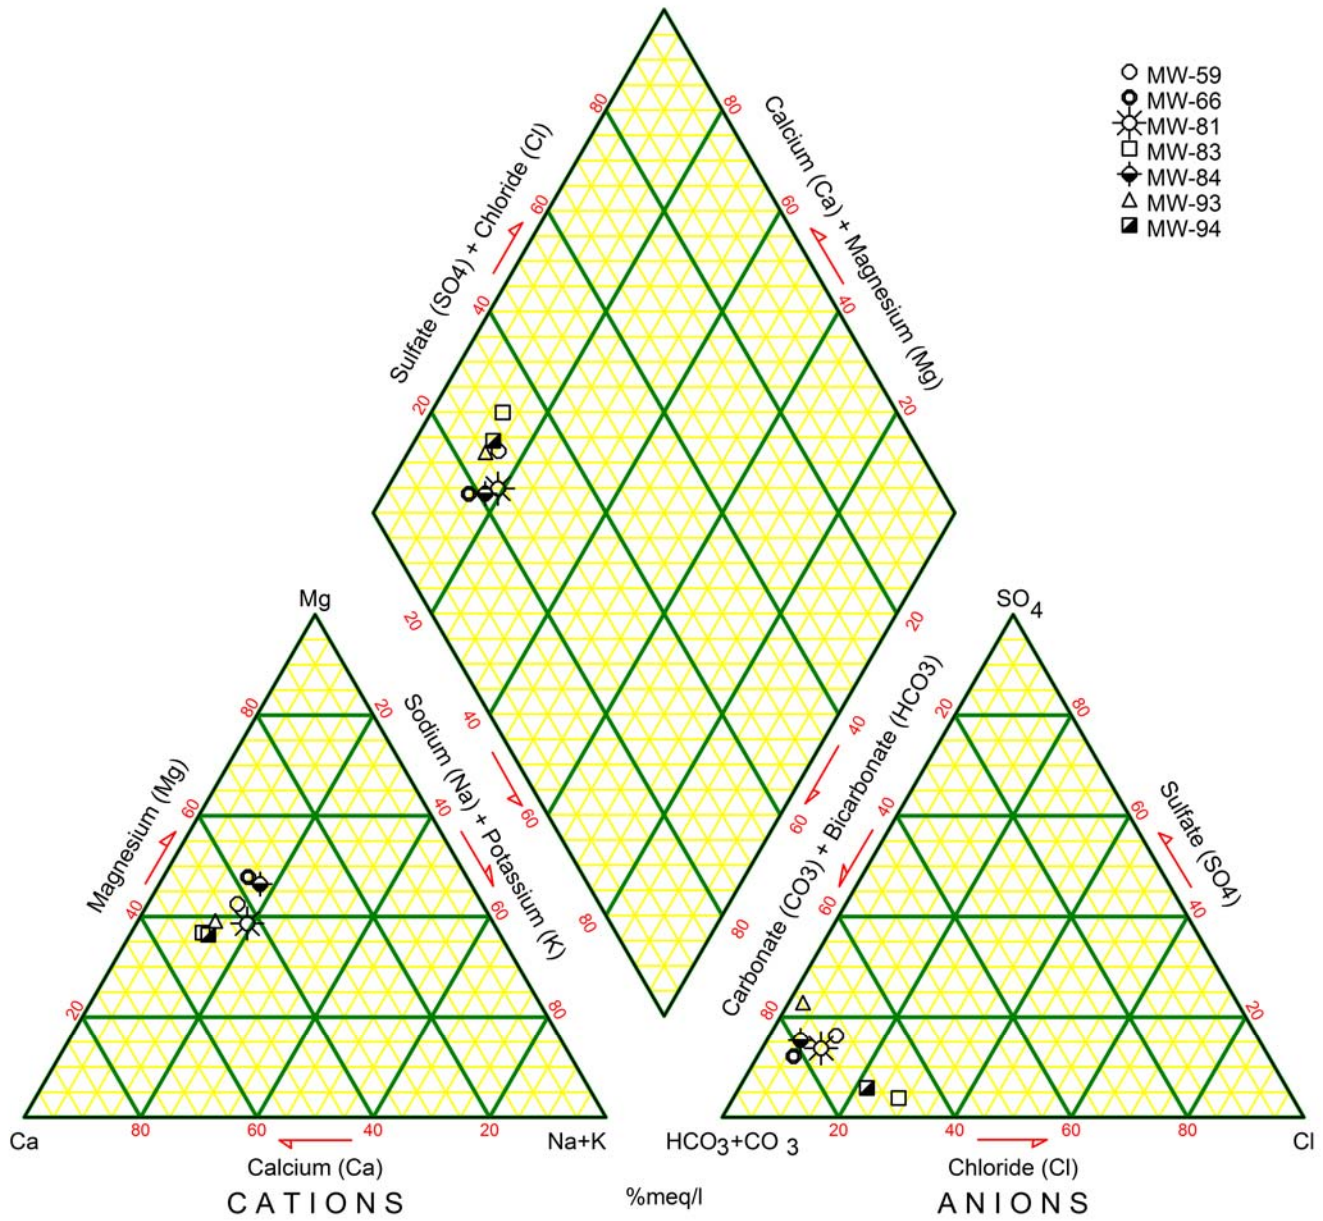 MW-59
MW-66
MW-81
MW-83
MW-84
MW-93
MW-94
80
80
Sulfate (SO4) + Chloride (Cl)
Calcium (Ca) + Magnesium (Mg)
60
60
40
40
20
20
20
20
40
40
60
60
80
80
Mg
SO4
80
20
Sodium (Na) + Potassium (K)
Carbonate (CO3) + Bicarbonate (HCO3)
20
80
Magnesium (Mg)
60
40
40
60
Sulfate (SO4)
40
60
60
40
20
80
80
20
Ca
80
60
40
20
Na+K
HCO3+CO3
20
40
60
80
Cl
Calcium (Ca)
Chloride (Cl)
CATIONS
%meq/l
ANIONS